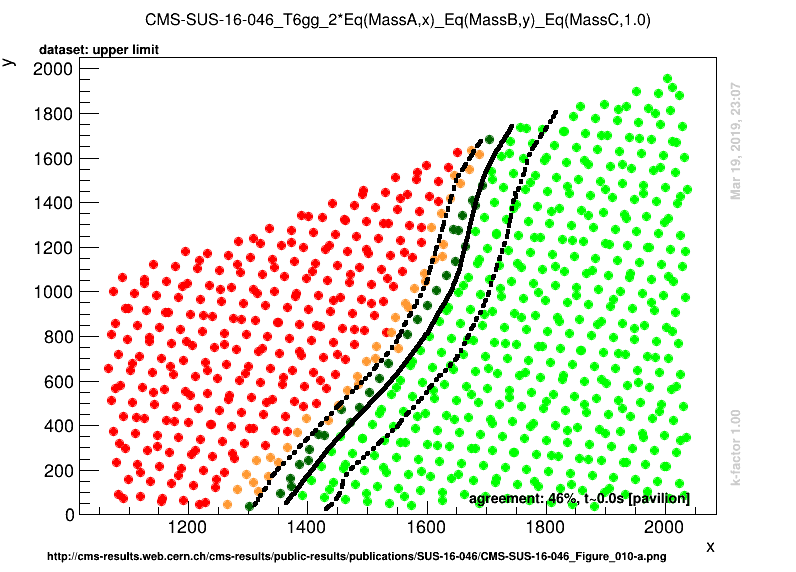 CMS-SUS-16-046_T6gg_2*Eq(MassA,x)_Eq(MassB,y)_Eq(MassC,1.0)
dataset: upper limit
y
2000
1800
1600
1400
1200
1000
800
600
400
200
0
1200 1400 1600 1800 2000
x
agreement: 46%, t~0.0s [pavilion]
Mar 19, 2019, 23:07
k-factor 1.00
http://cms-results.web.cern.ch/cms-results/public-results/publications/SUS-16-046/CMS-SUS-16-046_Figure_010-a.png